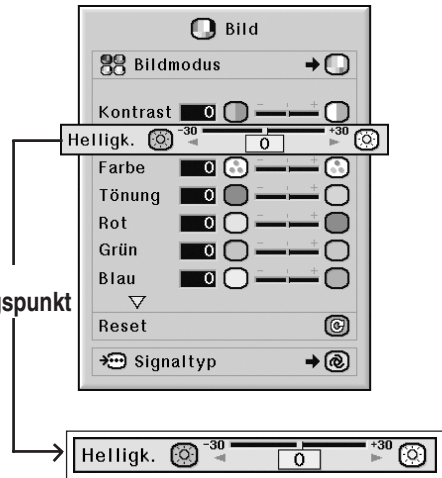 Bild
Bildmodus
Kontrast 0 - +
Helligk. -30 0 +30
Farbe 0
Tönung 0 - +
Rot 0
Grün 0 - +
Blau 0 - +
gspunkt
Reset
Signaltyp
Helligk. -30 0 +30